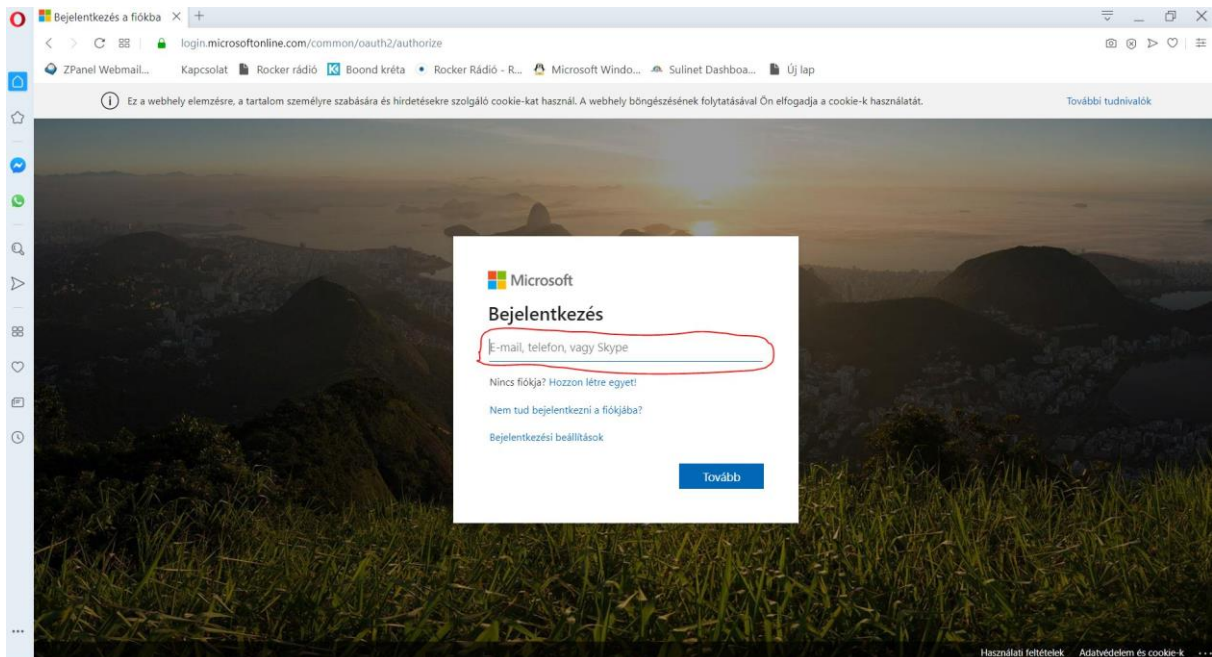 Bejelentkezés a fiókba
login.microsoftonline.com/common/oauth2/authorize
ZPanel Webmail... Kapcsolat Rocker rádió Boond kréta Rocker Rádió - R... Microsoft Windo... Sulinet Dashboa... Új lap
Ez a webhely elemzésre, a tartalom személyre szabására és hirdetésekre szolgáló cookie-kat használ. A webhely böngészésének folytatásával Ön elfogadja a cookie-k használatát. További tudnivalók
Microsoft
Bejelentkezés
E-mail, telefon, vagy Skype
Nincs fiókja? Hozzon létre egyet!
Nem tud bejelentkezni a fiókjába?
Bejelentkezési beállítások
Tovább
Használati feltételek Adatvédelem és cookie-k ...